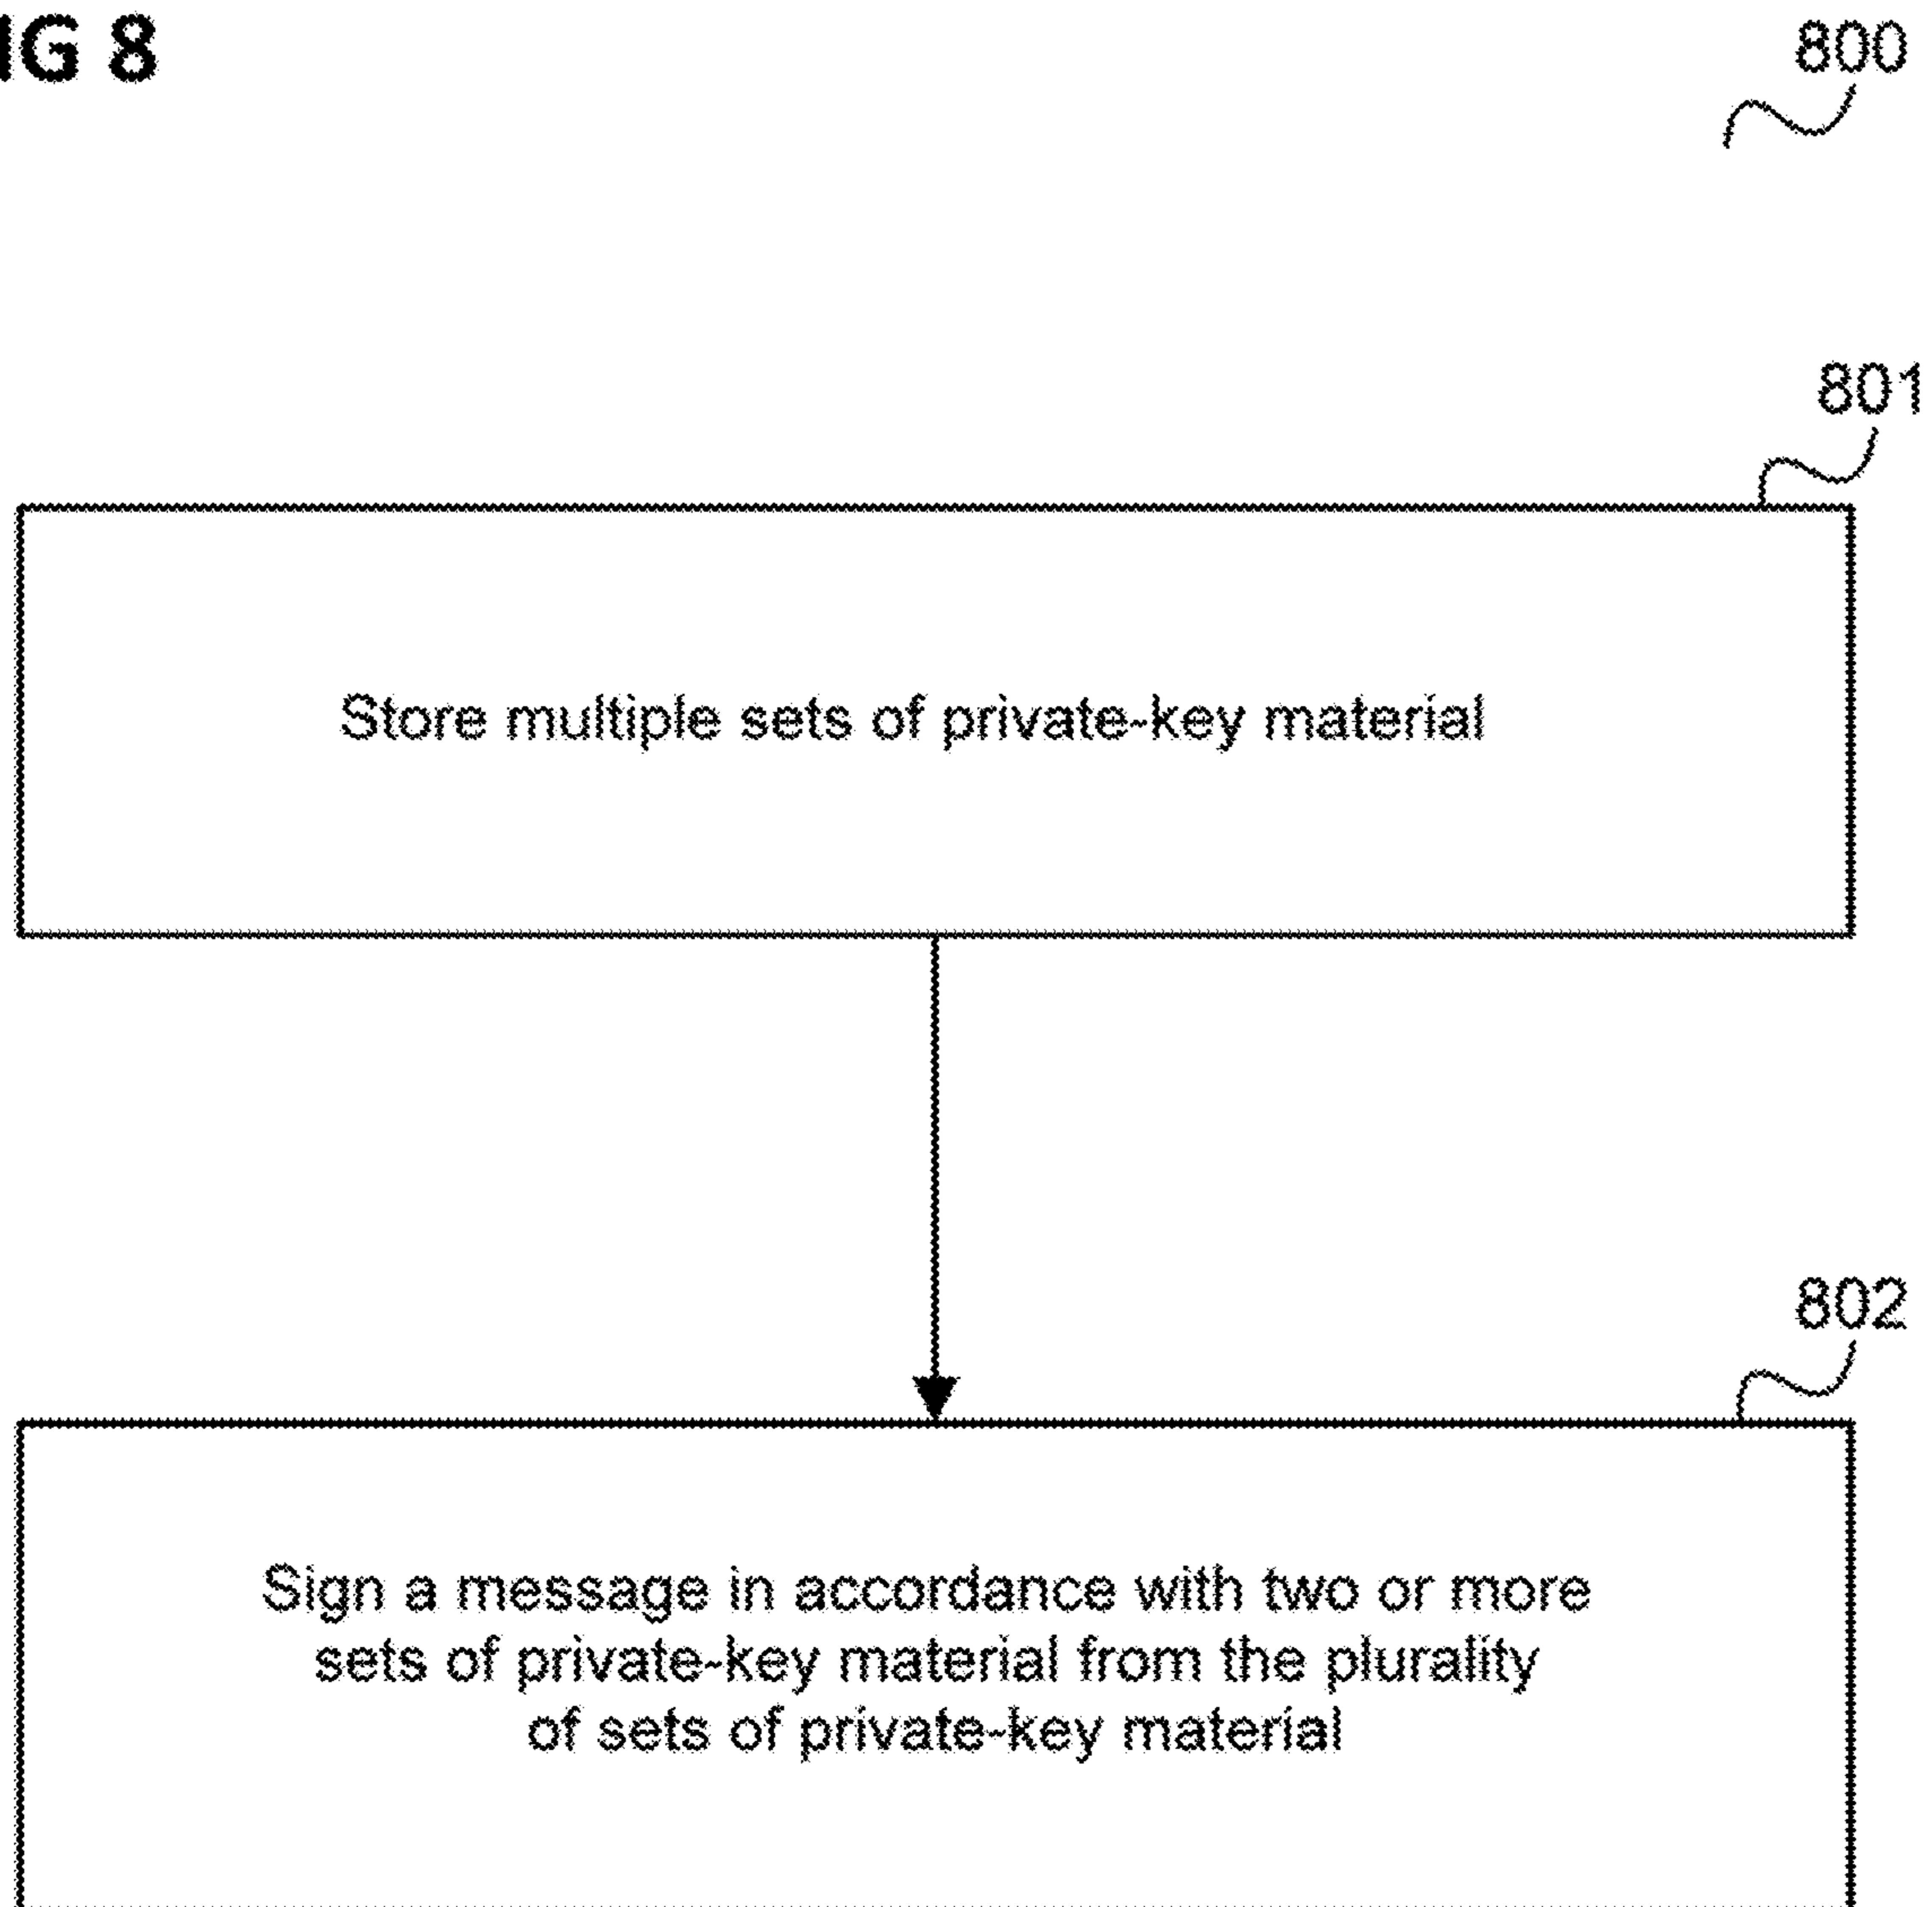 IG 8
800
801
Store multiple sets of private-key material
802
Sign a message in accordance with two or more
sets of private-key material from the plurality
of sets of private-key material